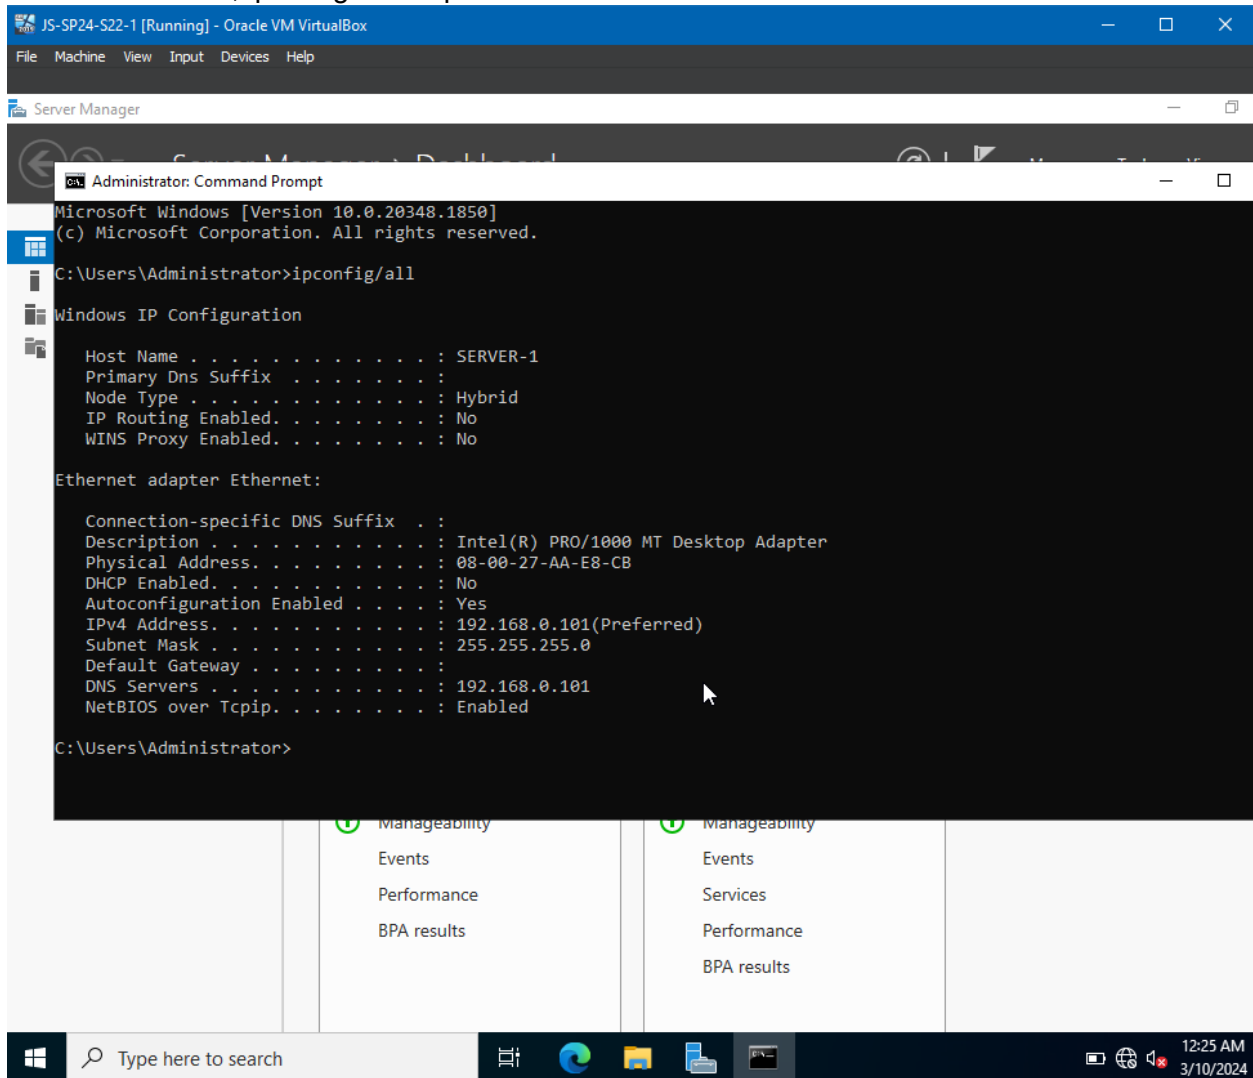 JS-SP24-S22-1 [Running] - Oracle VM VirtualBox
File Machine View Input Devices Help
Server Manager
Administrator: Command Prompt
Microsoft Windows [Version 10.0.20348.1850]
(c) Microsoft Corporation. All rights reserved.
C:\Users\Administrator>ipconfig/all
Windows IP Configuration
Host Name . . . . . . . . . . . . : SERVER-1
Primary Dns Suffix  . . . . . . . :
Node Type . . . . . . . . . . . . : Hybrid
IP Routing Enabled. . . . . . . . : No
WINS Proxy Enabled. . . . . . . . : No
Ethernet adapter Ethernet:
Connection-specific DNS Suffix  . :
Description . . . . . . . . . . . : Intel(R) PRO/1000 MT Desktop Adapter
Physical Address. . . . . . . . . : 08-00-27-AA-E8-CB
DHCP Enabled. . . . . . . . . . . : No
Autoconfiguration Enabled . . . . : Yes
IPv4 Address. . . . . . . . . . . : 192.168.0.101(Preferred)
Subnet Mask . . . . . . . . . . . : 255.255.255.0
Default Gateway . . . . . . . . . :
DNS Servers . . . . . . . . . . . : 192.168.0.101
NetBIOS over Tcpip. . . . . . . . : Enabled
C:\Users\Administrator>
Manageability Manageability
Events Events
Performance Services
BPA results Performance
BPA results
Type here to search
12:25 AM
3/10/2024